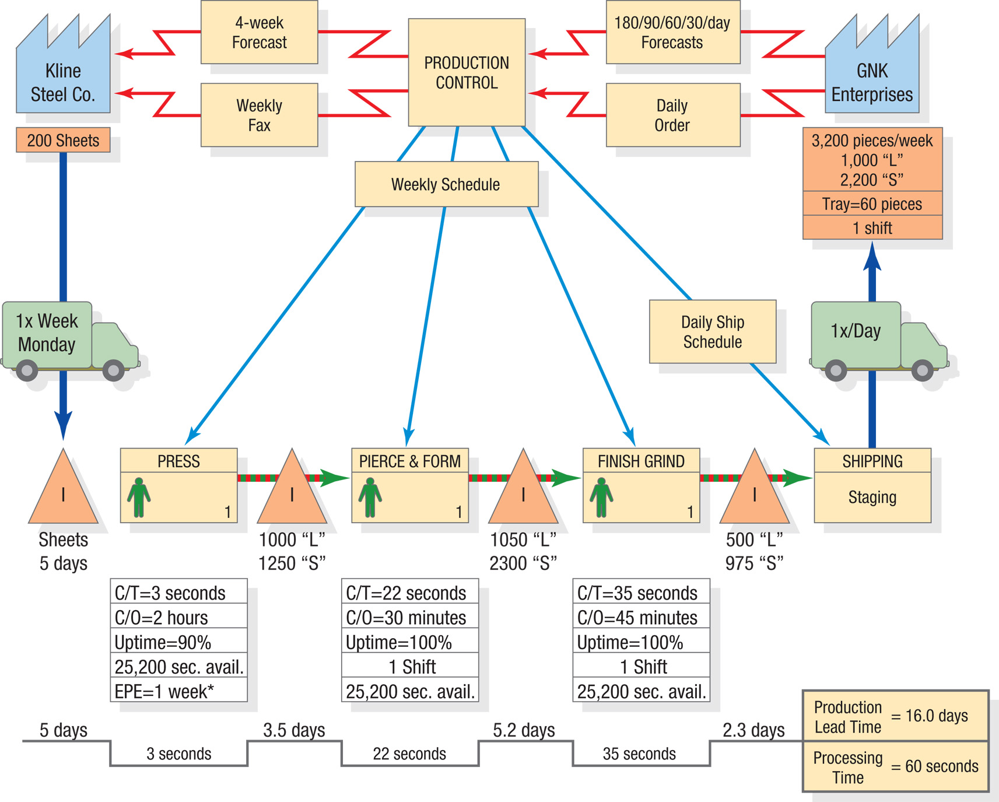 Kline
Steel Co.
200 Sheets
4-week
Forecast
Weekly
Fax
PRODUCTION
CONTROL
180/90/60/30/day
Forecasts
Daily
Order
GNK
Enterprises
3,200 pieces/week
1,000 “L”
2,200 “S”
Tray=60 pieces
1 shift
Weekly Schedule
1x Week
Monday
Daily Ship
Schedule
1x/Day
I
Sheets
5 days
PRESS
1
I
1000 “L”
1250 “S”
PIERCE & FORM
1
I
1050 “L”
2300 “S”
FINISH GRIND
1
I
500 “L”
975 “S”
SHIPPING
Staging
C/T=3 seconds
C/O=2 hours
Uptime=90%
25,200 sec. avail.
EPE=1 week*
C/T=22 seconds
C/O=30 minutes
Uptime=100%
1 Shift
25,200 sec. avail.
C/T=35 seconds
C/O=45 minutes
Uptime=100%
1 Shift
25,200 sec. avail.
5 days
3 seconds
3.5 days
22 seconds
5.2 days
35 seconds
2.3 days
Production
Lead Time = 16.0 days
Processing
Time = 60 seconds